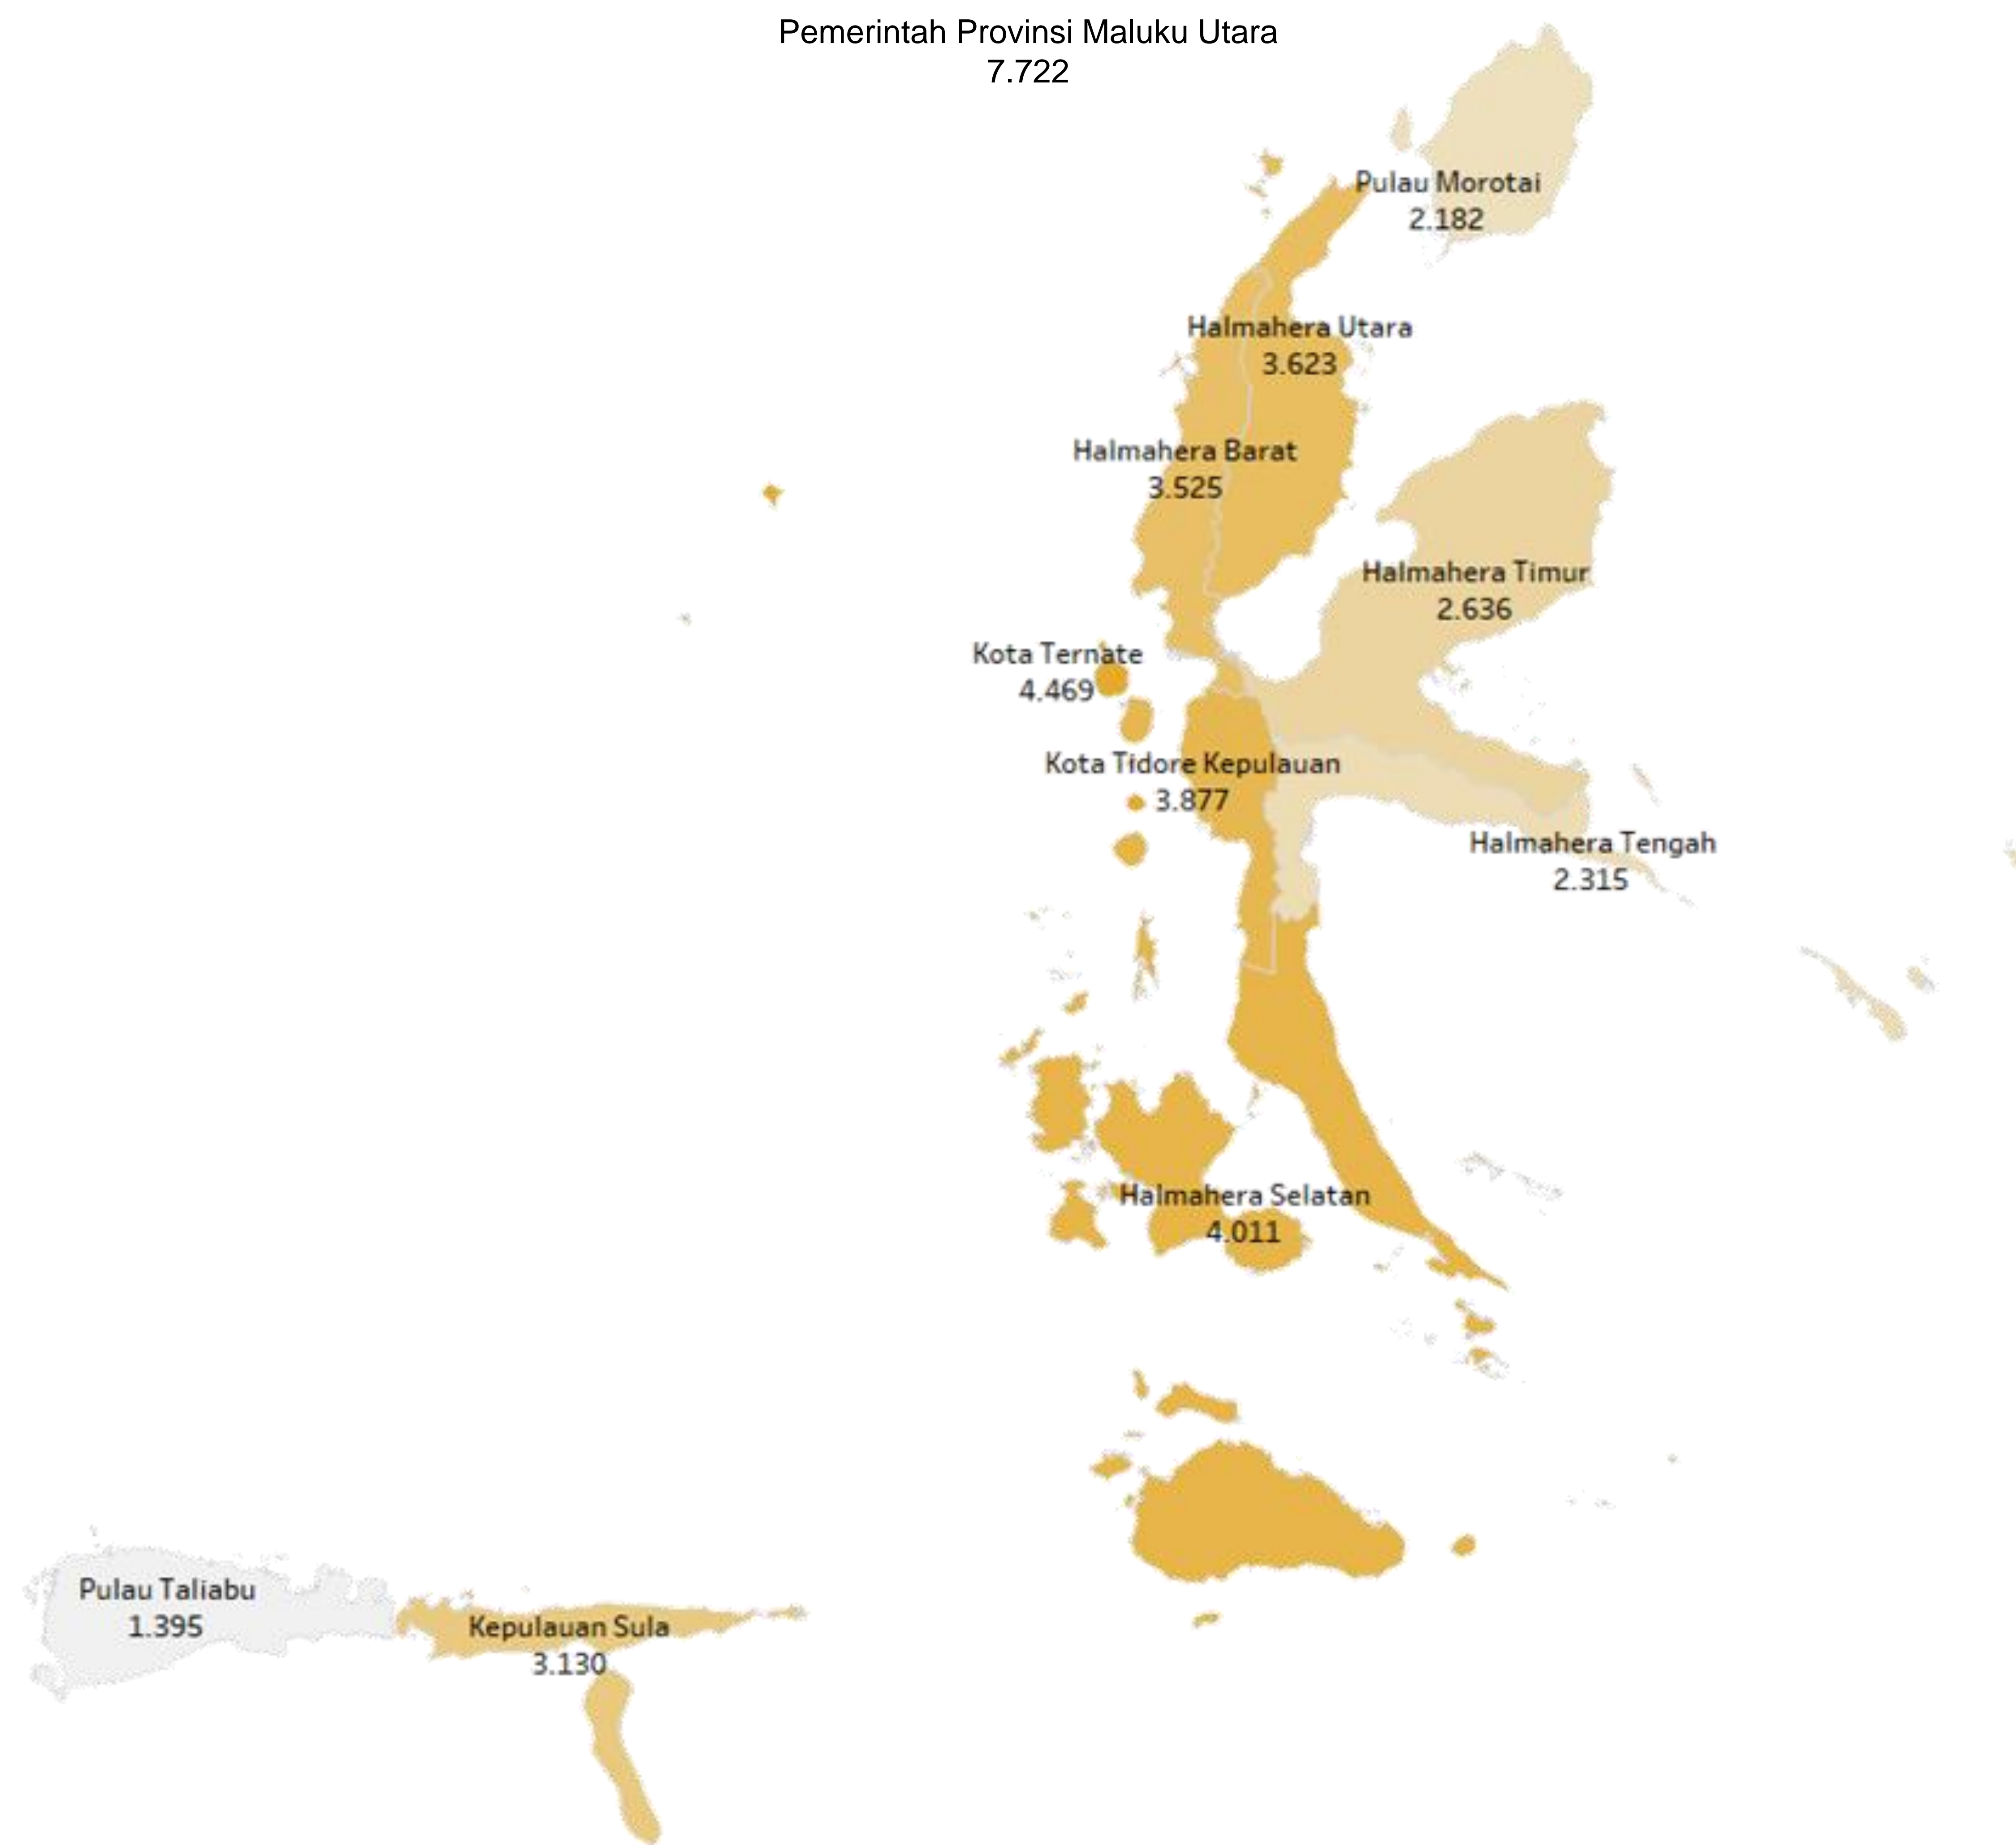 Pemerintah Provinsi Maluku Utara
7.722
Pulau Morotai
2.182
Halmahera Utara
3.623
Halmahera Barat
3.525
Halmahera Timur
2.636
Kota Ternate
4.469
Kota Tidore Kepulauan
3.877
Halmahera Tengah
2.315
Halmahera Selatan
4.011
Pulau Taliabu
1.395
Kepulauan Sula
3.130